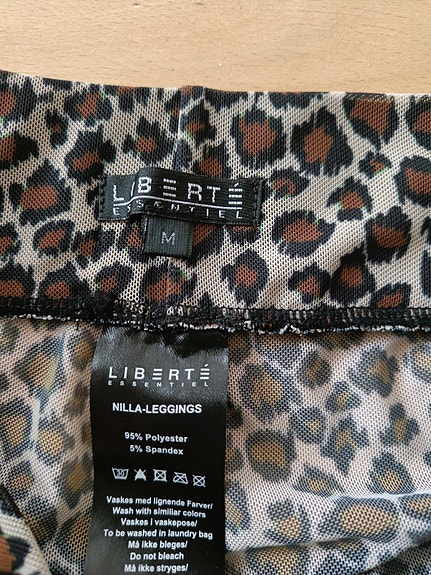 LIBERTÉ
ESSENTIEL
M
LIBERTÉ
ESSENTIEL
NILLA-LEGGINGS
95% Polyester
5% Spandex
Vaskes med lignende Farver/
Wash with similiar colors
Vaskes i vaskepose/
To be washed in laundry bag
Må ikke bleges/
Do not bleach
Må ikke stryges/